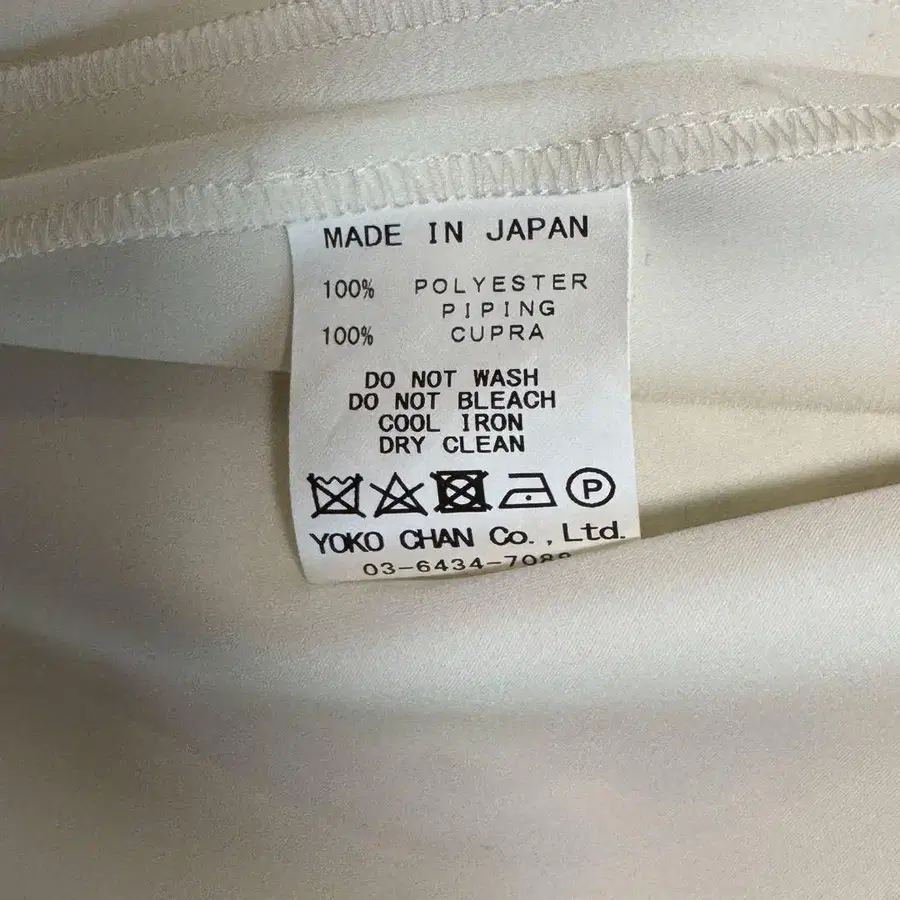 MADE IN JAPAN
100% POLYESTER
PIPING
100% CUPRA
DO NOT WASH
DO NOT BLEACH
COOL IRON
DRY CLEAN
P
YOKO CHAN Co.,Ltd.